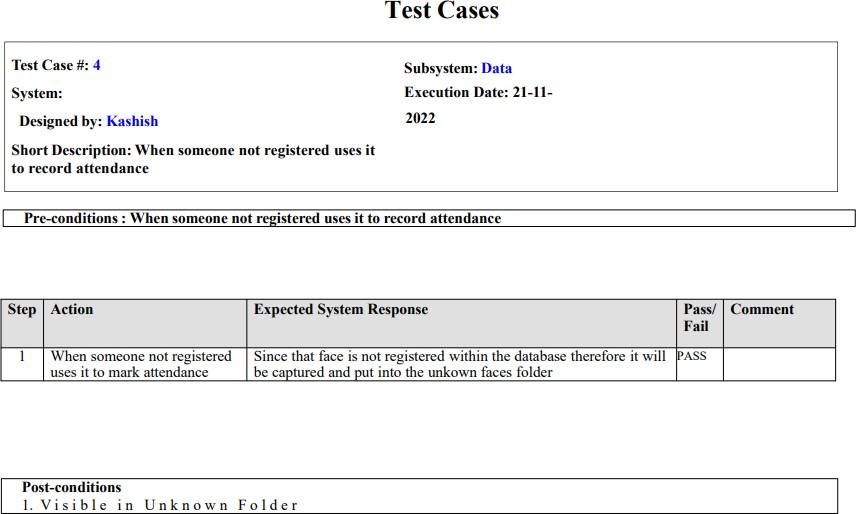 Test Cases
Test Case #: 4
System:
Designed by: Kashish
Short Description: When someone not registered uses it
to record attendance
Subsystem: Data
Execution Date: 21-11-
2022
Pre-conditions : When someone not registered uses it to record attendance
Step Action Expected System Response Pass/ Comment
Fail
1 When someone not registered Since that face is not registered within the database therefore it will PASS
uses it to mark attendance be captured and put into the unkown faces folder
Post-conditions
1. Visible in Unknown Folder